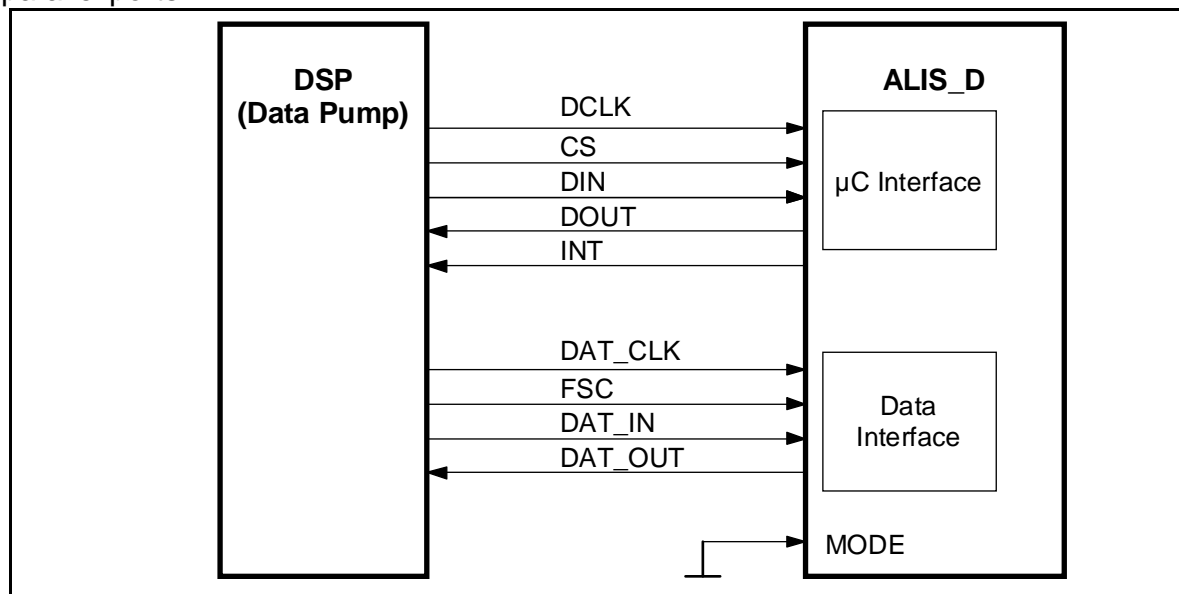 DSP
(Data Pump)
ALIS_D
DCLK
CS
DIN
DOUT
INT
µC Interface
DAT_CLK
FSC
DAT_IN
DAT_OUT
Data
Interface
MODE